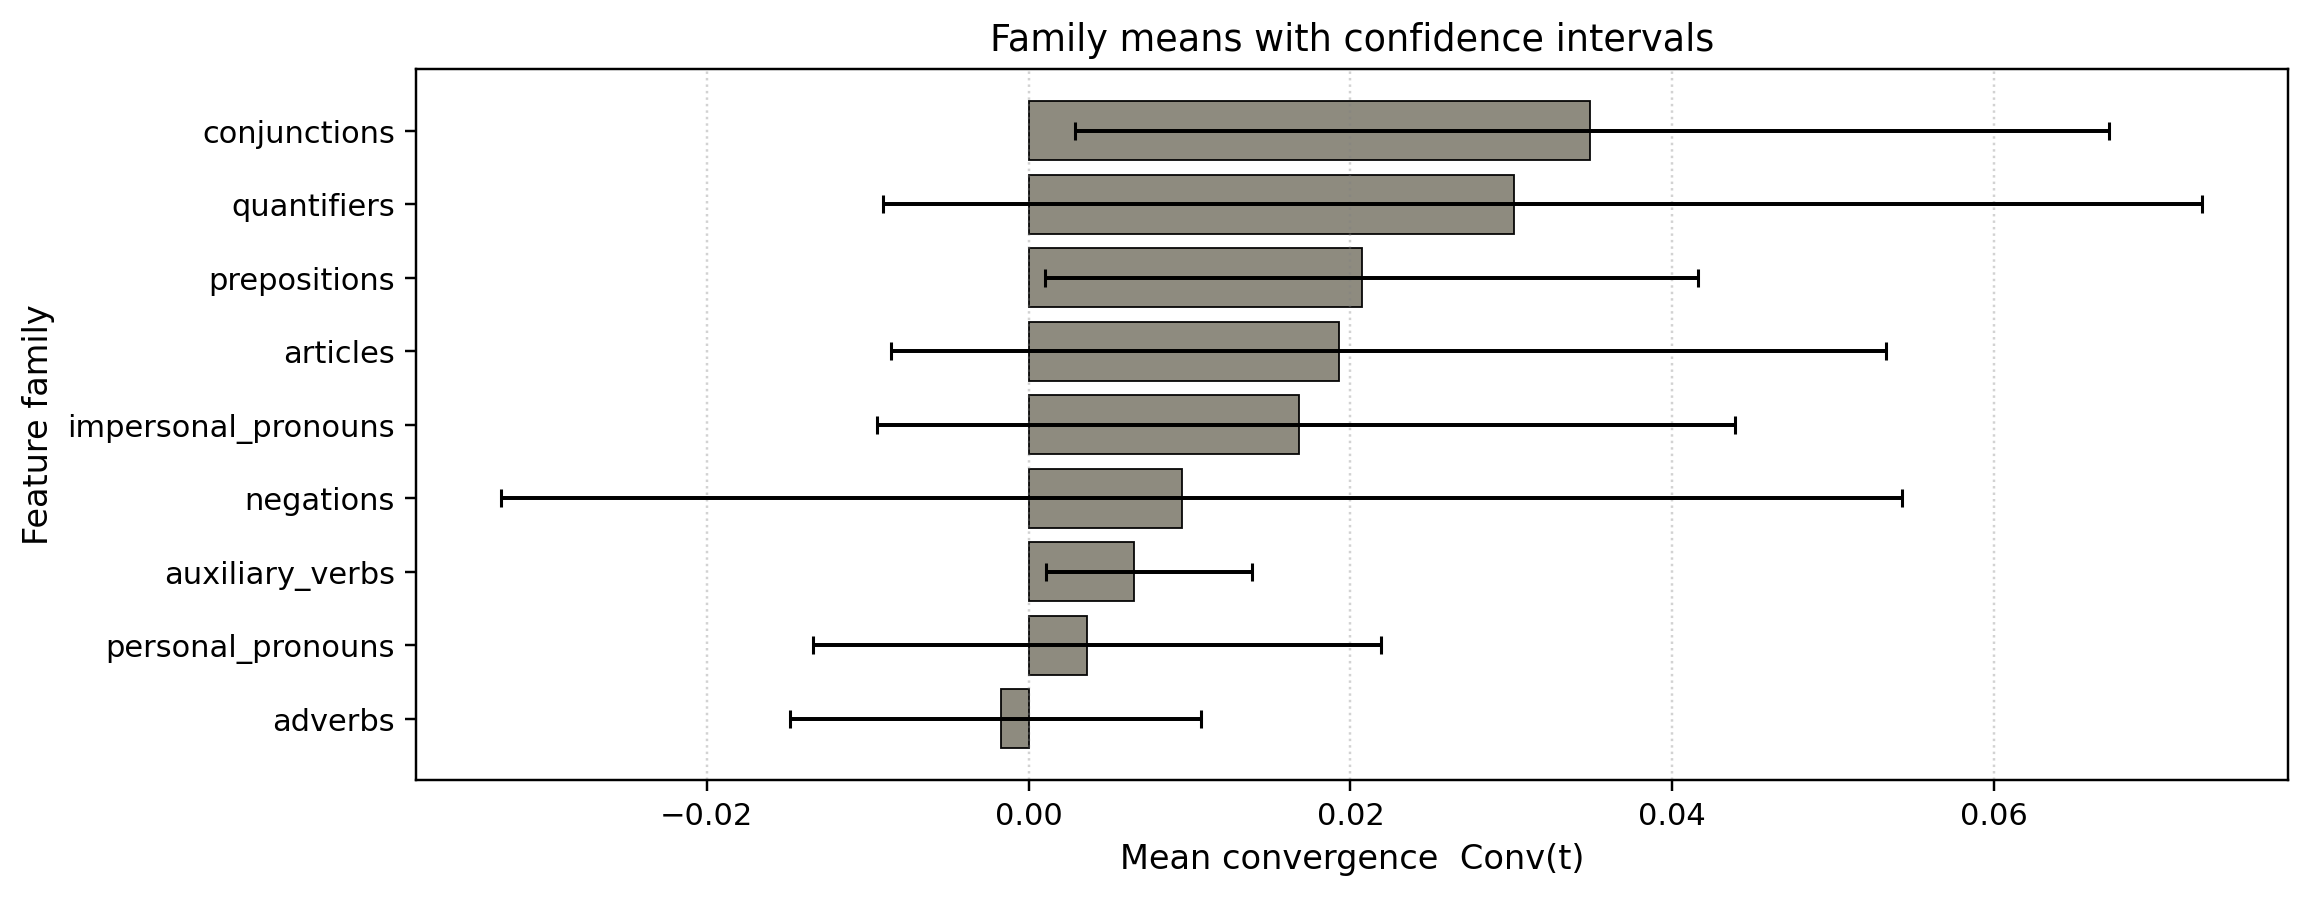 Family means with confidence intervals
Feature family
conjunctions
quantifiers
prepositions
articles
impersonal_pronouns
negations
auxiliary_verbs
personal_pronouns
adverbs
−0.02 0.00 0.02 0.04 0.06
Mean convergence  Conv(t)